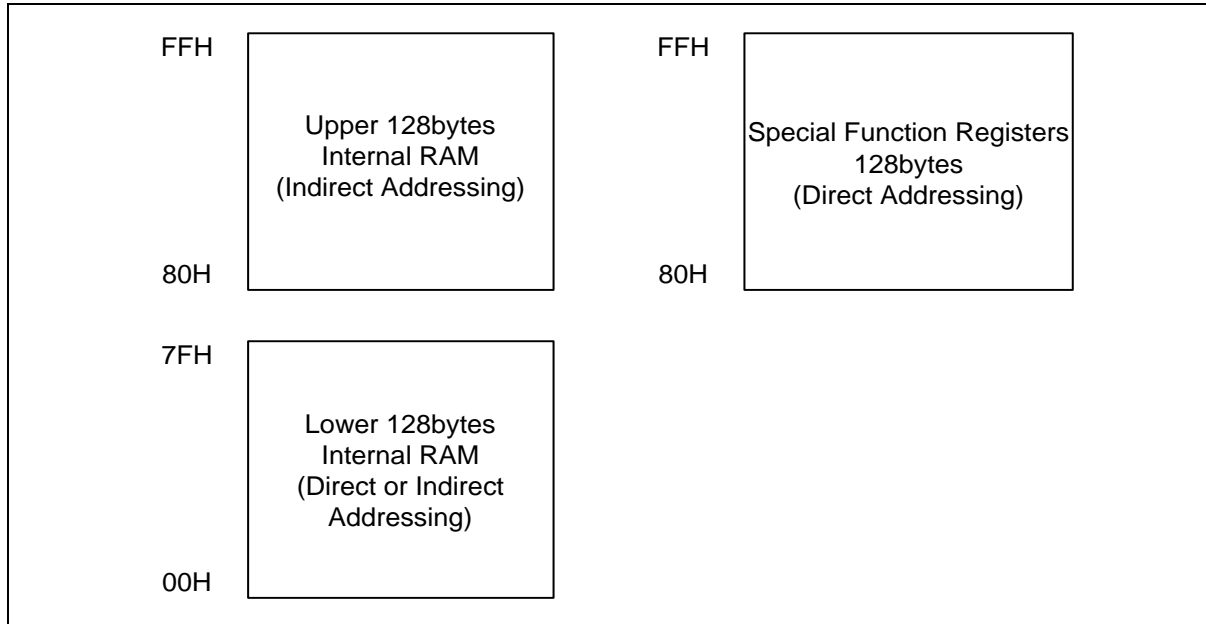 FFH
Upper 128bytes
Internal RAM
(Indirect Addressing)
80H
FFH
Special Function Registers
128bytes
(Direct Addressing)
80H
7FH
Lower 128bytes
Internal RAM
(Direct or Indirect
Addressing)
00H